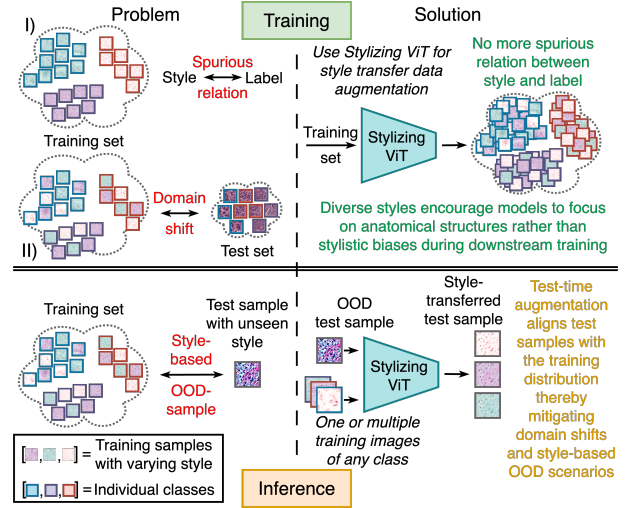 Problem
Training
Solution
I)
Style
Spurious
relation
Label
Training set
Use Stylizing ViT for
style transfer data
augmentation
No more spurious
relation between
style and label
Training
set
Stylizing
ViT
II)
Domain
shift
Test set
Diverse styles encourage models to focus
on anatomical structures rather than
stylistic biases during downstream training
Training set
Style-
based
OOD-
sample
Test sample
with unseen
style
OOD
test sample
Stylizing
ViT
One or multiple
training images
of any class
Style-
transferred
test sample
Test-time
augmentation
aligns test
samples with
the training
distribution
thereby
mitigating
domain shifts
and style-based
OOD scenarios
[ , , ] = Training samples
with varying style
[ , , ] = Individual classes
Inference